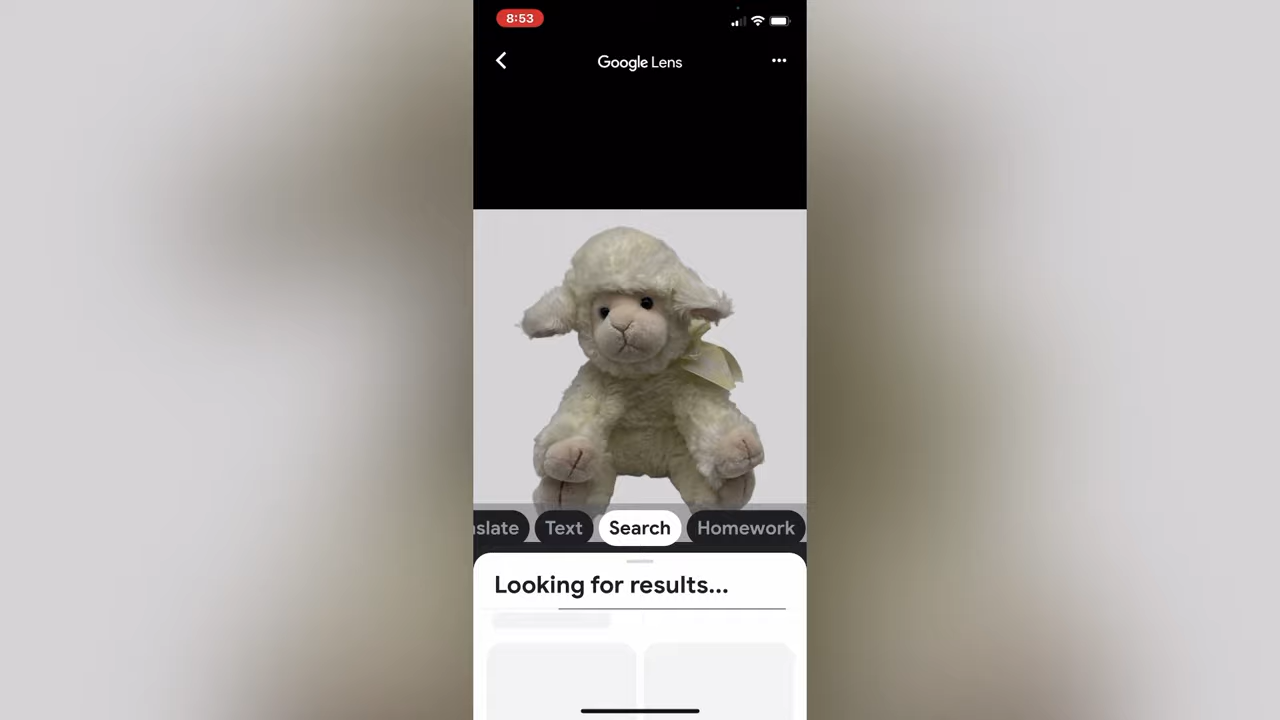 8:53
Google Lens
slate
Text
Search
Homework
Looking for results...